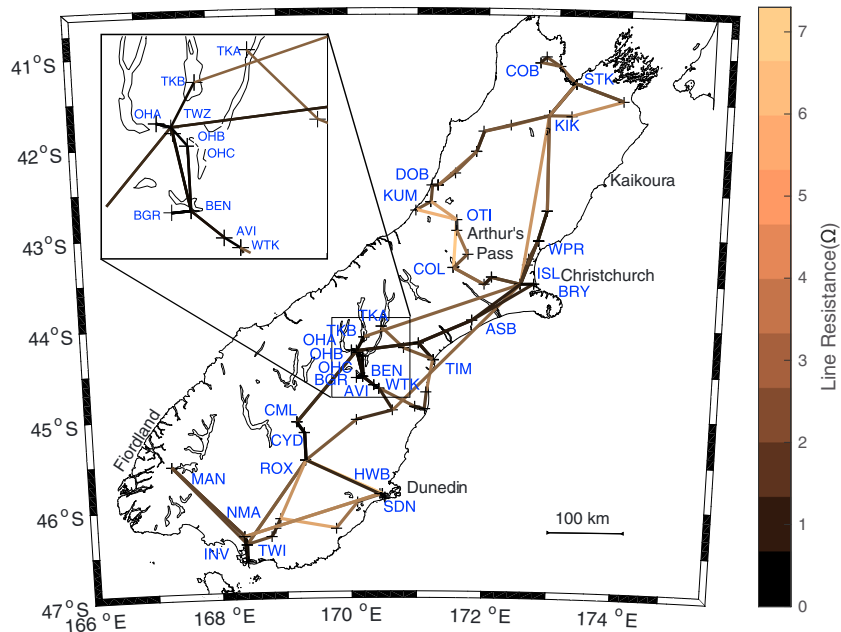 41°S
42°S
43°S
44°S
45°S
46°S
47°S
166 °E
168 °E
170 °E
172 °E
174 °E
TKA
TKB
OHA
TWZ
OHB
OHC
BEN
BGR
AVI
WTK
COB
STK
KIK
Kaikoura
DOB
KUM
OTI
Arthur's
Pass
COL
WPR
ISL
Christchurch
BRY
ASB
TKA
TKB
OHA
OHB
OHC
BGR
BEN
AVI
WTK
TIM
CML
CYD
ROX
HWB
Dunedin
SDN
Fiordland
MAN
NMA
INV
TWI
100 km
7
6
5
4
3
2
1
0
Line Resistance(Ω)